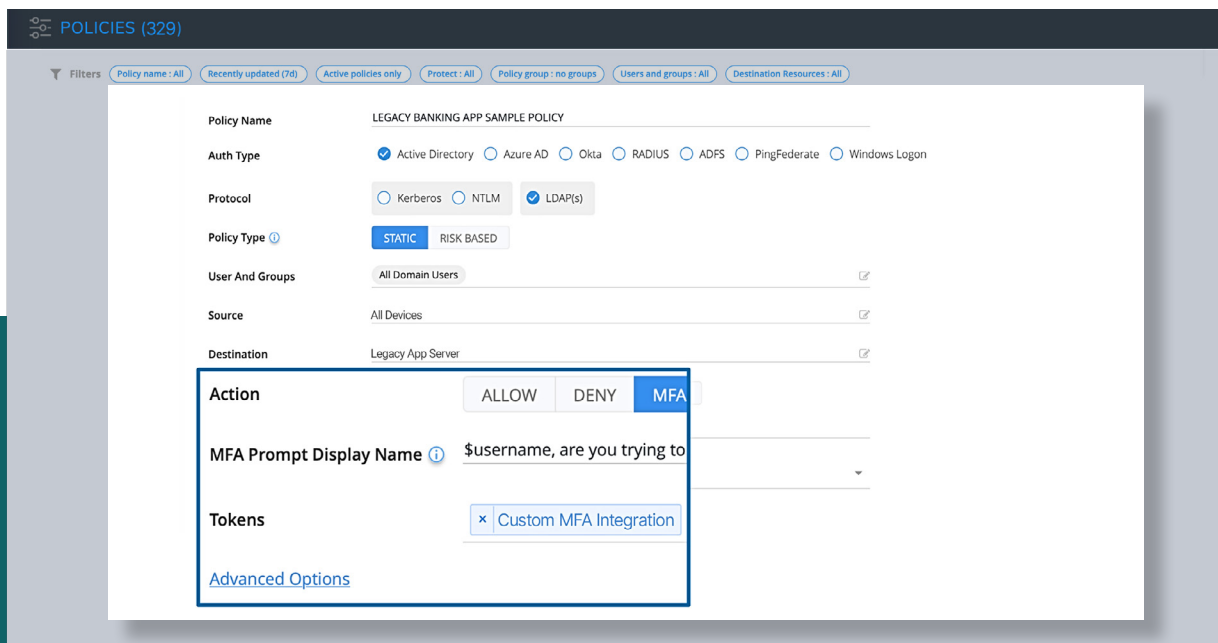 POLICIES (329)
Filters Policy name : All Recently updated (7d) Active policies only Protect : All Policy group : no groups Users and groups : All Destination Resources : All
Policy Name LEGACY BANKING APP SAMPLE POLICY
Auth Type Active Directory Azure AD Okta RADIUS ADFS PingFederate Windows Logon
Protocol Kerberos NTLM LDAP(s)
Policy Type STATIC RISK BASED
User And Groups All Domain Users
Source All Devices
Destination Legacy App Server
Action ALLOW DENY MFA
MFA Prompt Display Name $username, are you trying to
Tokens × Custom MFA Integration
Advanced Options